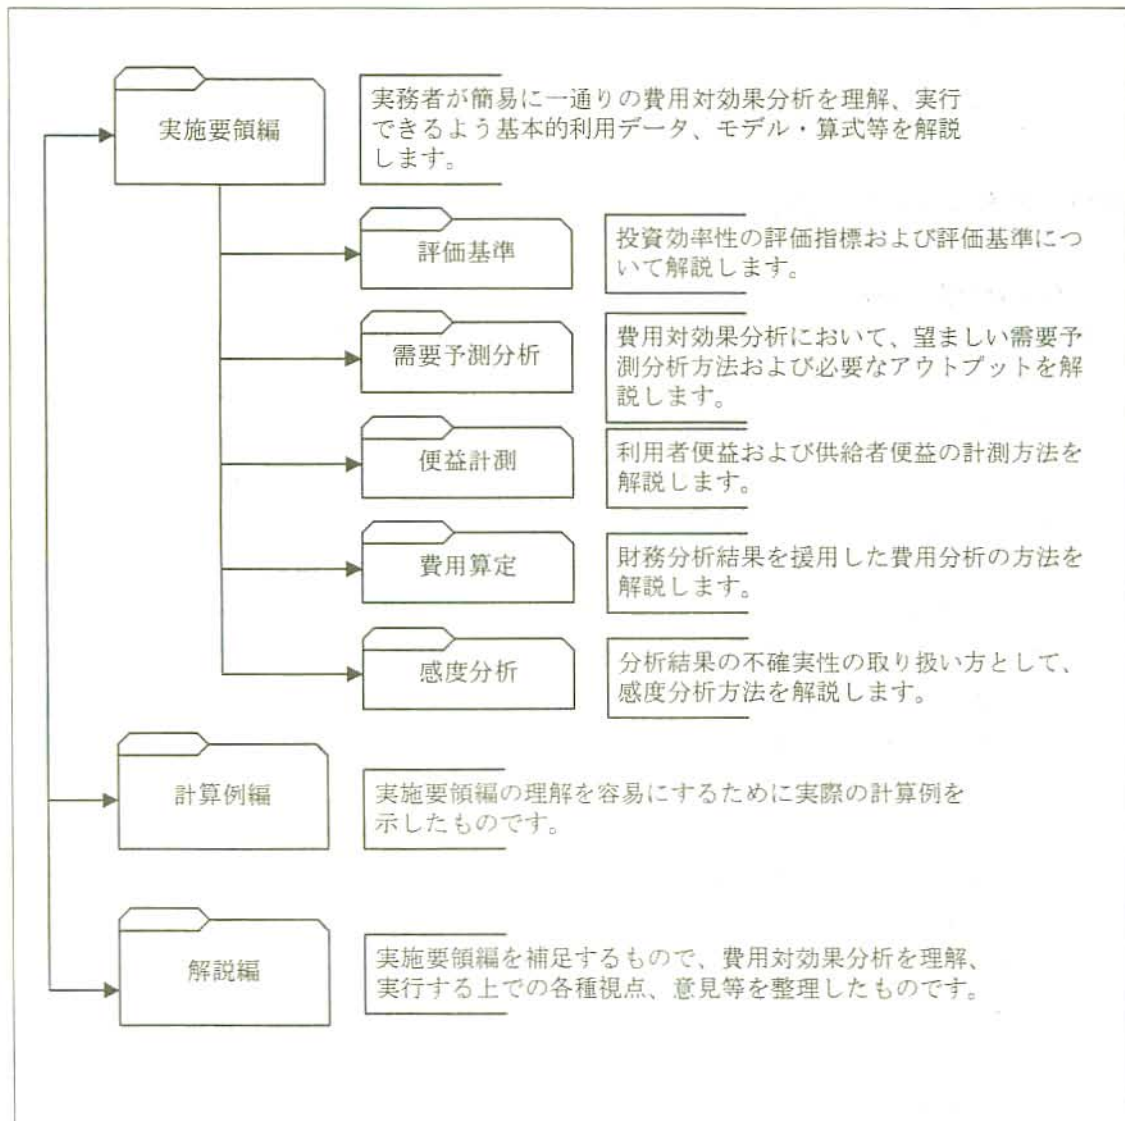 実施要領編
実務者が簡易に一通りの費用対効果分析を理解、実行
できるよう基本的利用データ、モデル・算式等を解説
します。
評価基準
投資効率性の評価指標および評価基準につ
いて解説します。
需要予測分析
費用対効果分析において、望ましい需要予
測分析方法および必要なアウトプットを解
説します。
便益計測
利用者便益および供給者便益の計測方法を
解説します。
費用算定
財務分析結果を援用した費用分析の方法を
解説します。
感度分析
分析結果の不確実性の取り扱い方として、
感度分析方法を解説します。
計算例編
実施要領編の理解を容易にするために実際の計算例を
示したものです。
解説編
実施要領編を補足するもので、費用対効果分析を理解、
実行する上での各種視点、意見等を整理したものです。